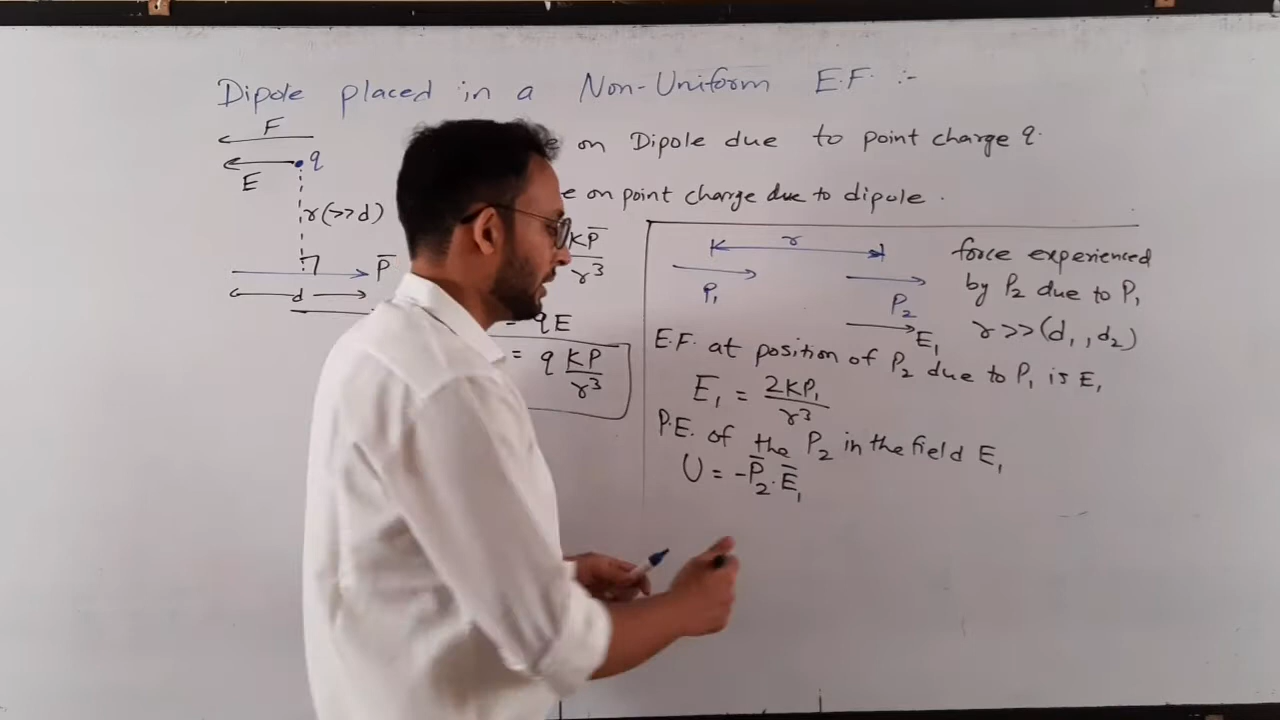 Dipole placed in a Non-Uniform E.F. :-
on Dipole due to point charge q.
on point charge due to dipole.
F
E
q
r(>>d)
P̄
d
KP̄
r³
= qE
= q KP
r³
r
P₁
P₂
E₁
force experienced
by P₂ due to P₁
r >> (d₁, d₂)
E.F. at position of P₂ due to P₁ is E₁
E₁ = 2KP₁
r³
P.E. of the P₂ in the field E₁
U = -P̄₂.Ē₁